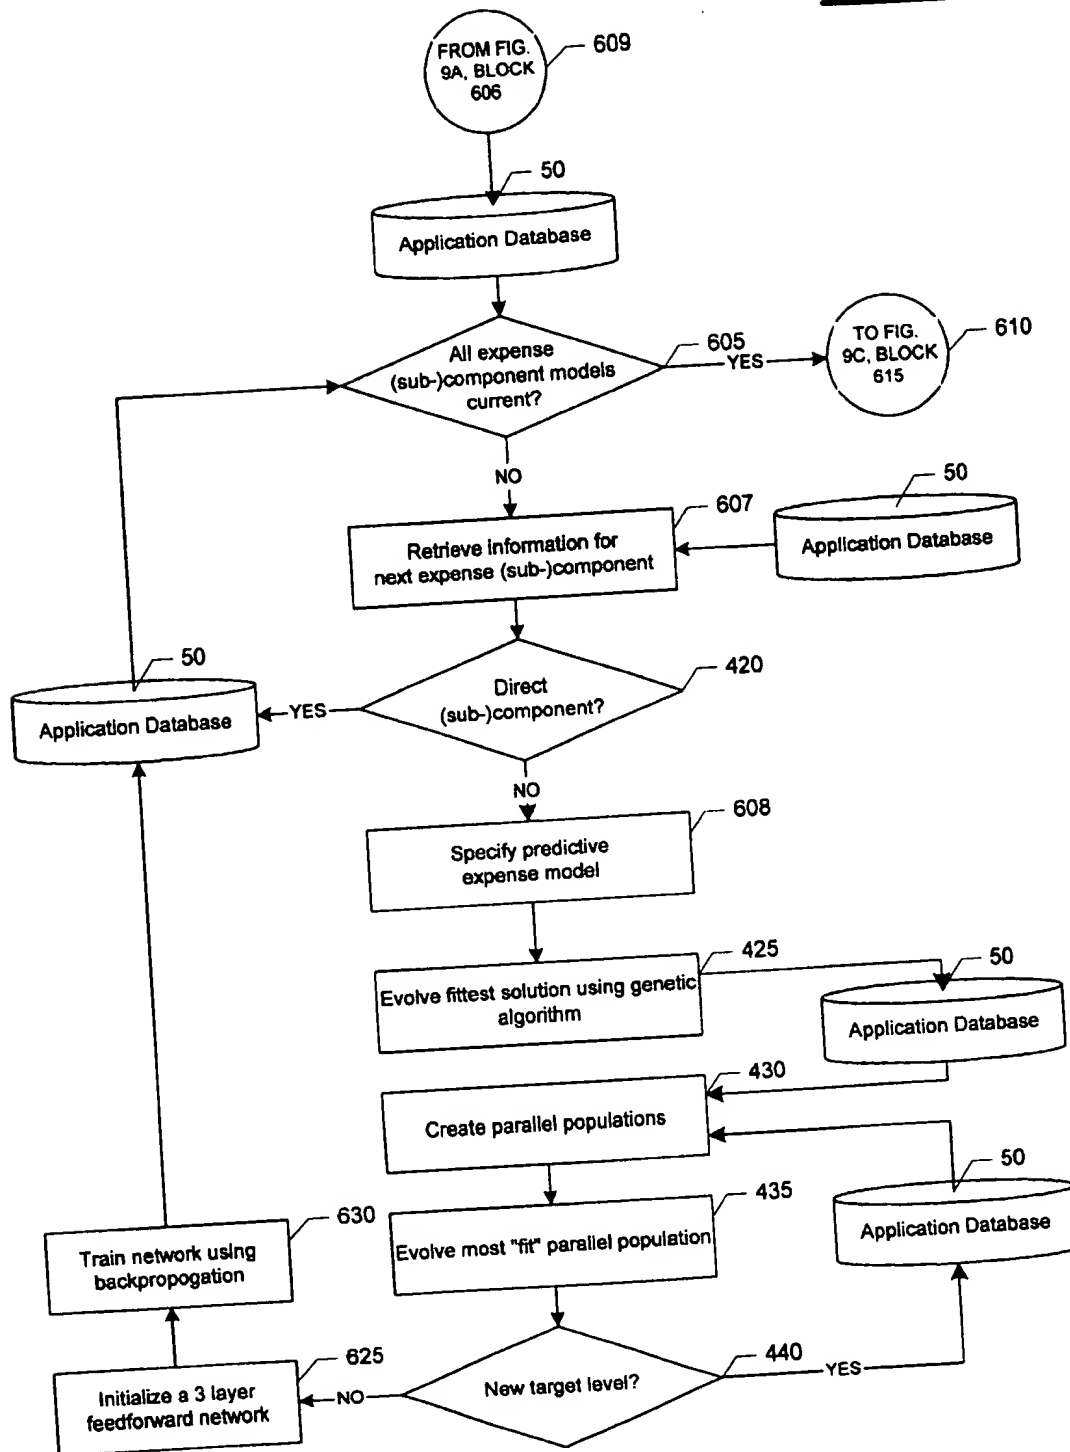 FROM FIG.
9A, BLOCK
606
609
50
Application Database
All expense
(sub-)component models
current?
605
YES
TO FIG.
9C, BLOCK
615
610
NO
607
Retrieve information for
next expense (sub-)component
50
Application Database
50
Application Database
YES
Direct
(sub-)component?
420
NO
608
Specify predictive
expense model
425
Evolve fittest solution using genetic
algorithm
50
Application Database
430
Create parallel populations
435
Evolve most "fit" parallel population
50
Application Database
630
Train network using
backpropogation
625
Initialize a 3 layer
feedforward network
NO
New target level?
440
YES